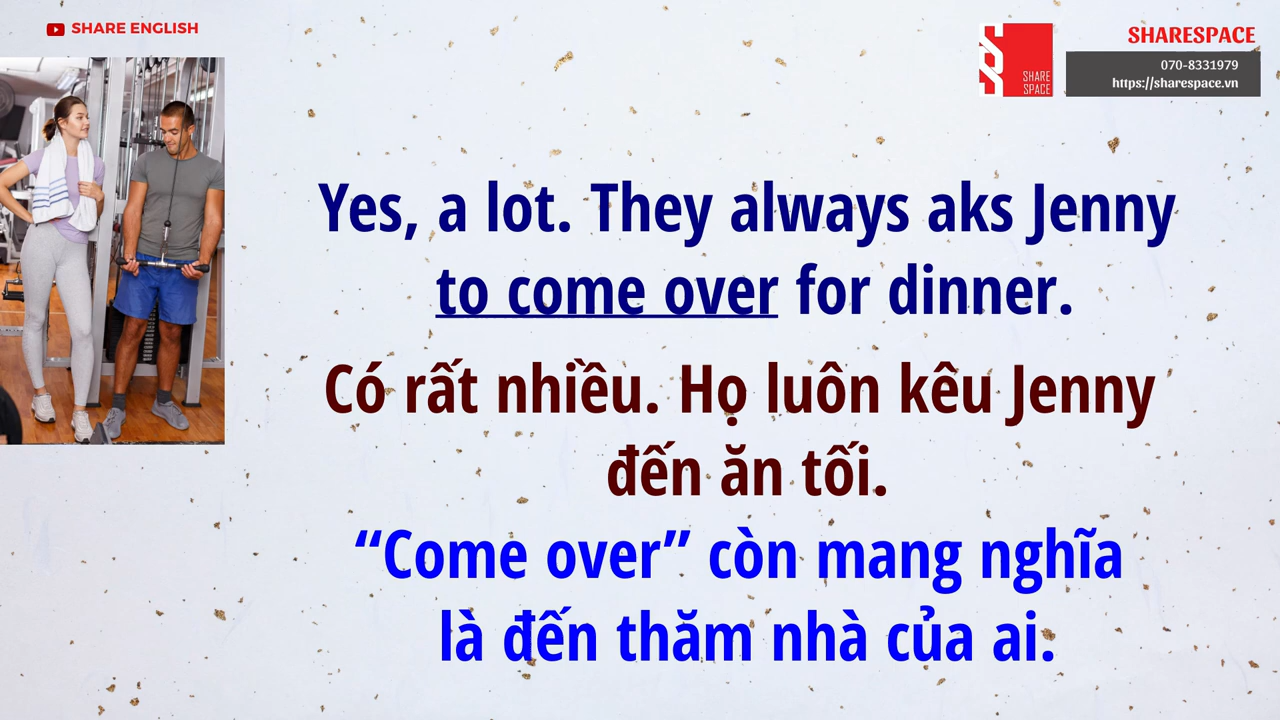 SHARE ENGLISH
SHARESPACE
SHARE
SPACE
070-8331979
https://sharespace.vn
Yes, a lot. They always aks Jenny
to come over for dinner.
Có rất nhiều. Họ luôn kêu Jenny
đến ăn tối.
“Come over” còn mang nghĩa
là đến thăm nhà của ai.